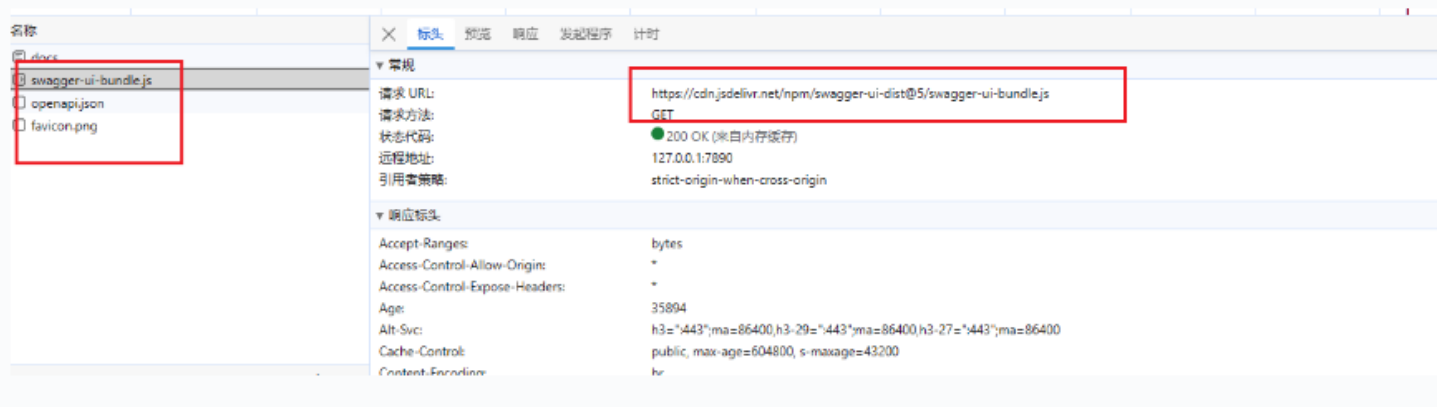 名称
docs
swagger-ui-bundle.js
openapi.json
favicon.png
标头 预览 响应 发起程序 计时
常规
请求 URL: https://cdn.jsdelivr.net/npm/swagger-ui-dist@5/swagger-ui-bundle.js
请求方法: GET
状态代码: 200 OK (来自内存缓存)
远程地址: 127.0.0.1:7890
引用者策略: strict-origin-when-cross-origin
响应标头
Accept-Ranges: bytes
Access-Control-Allow-Origin: *
Access-Control-Expose-Headers: *
Age: 35894
Alt-Svc: h3=":443";ma=86400,h3-29=":443";ma=86400,h3-27=":443";ma=86400
Cache-Control: public, max-age=604800, s-maxage=43200
Content-Encoding: br